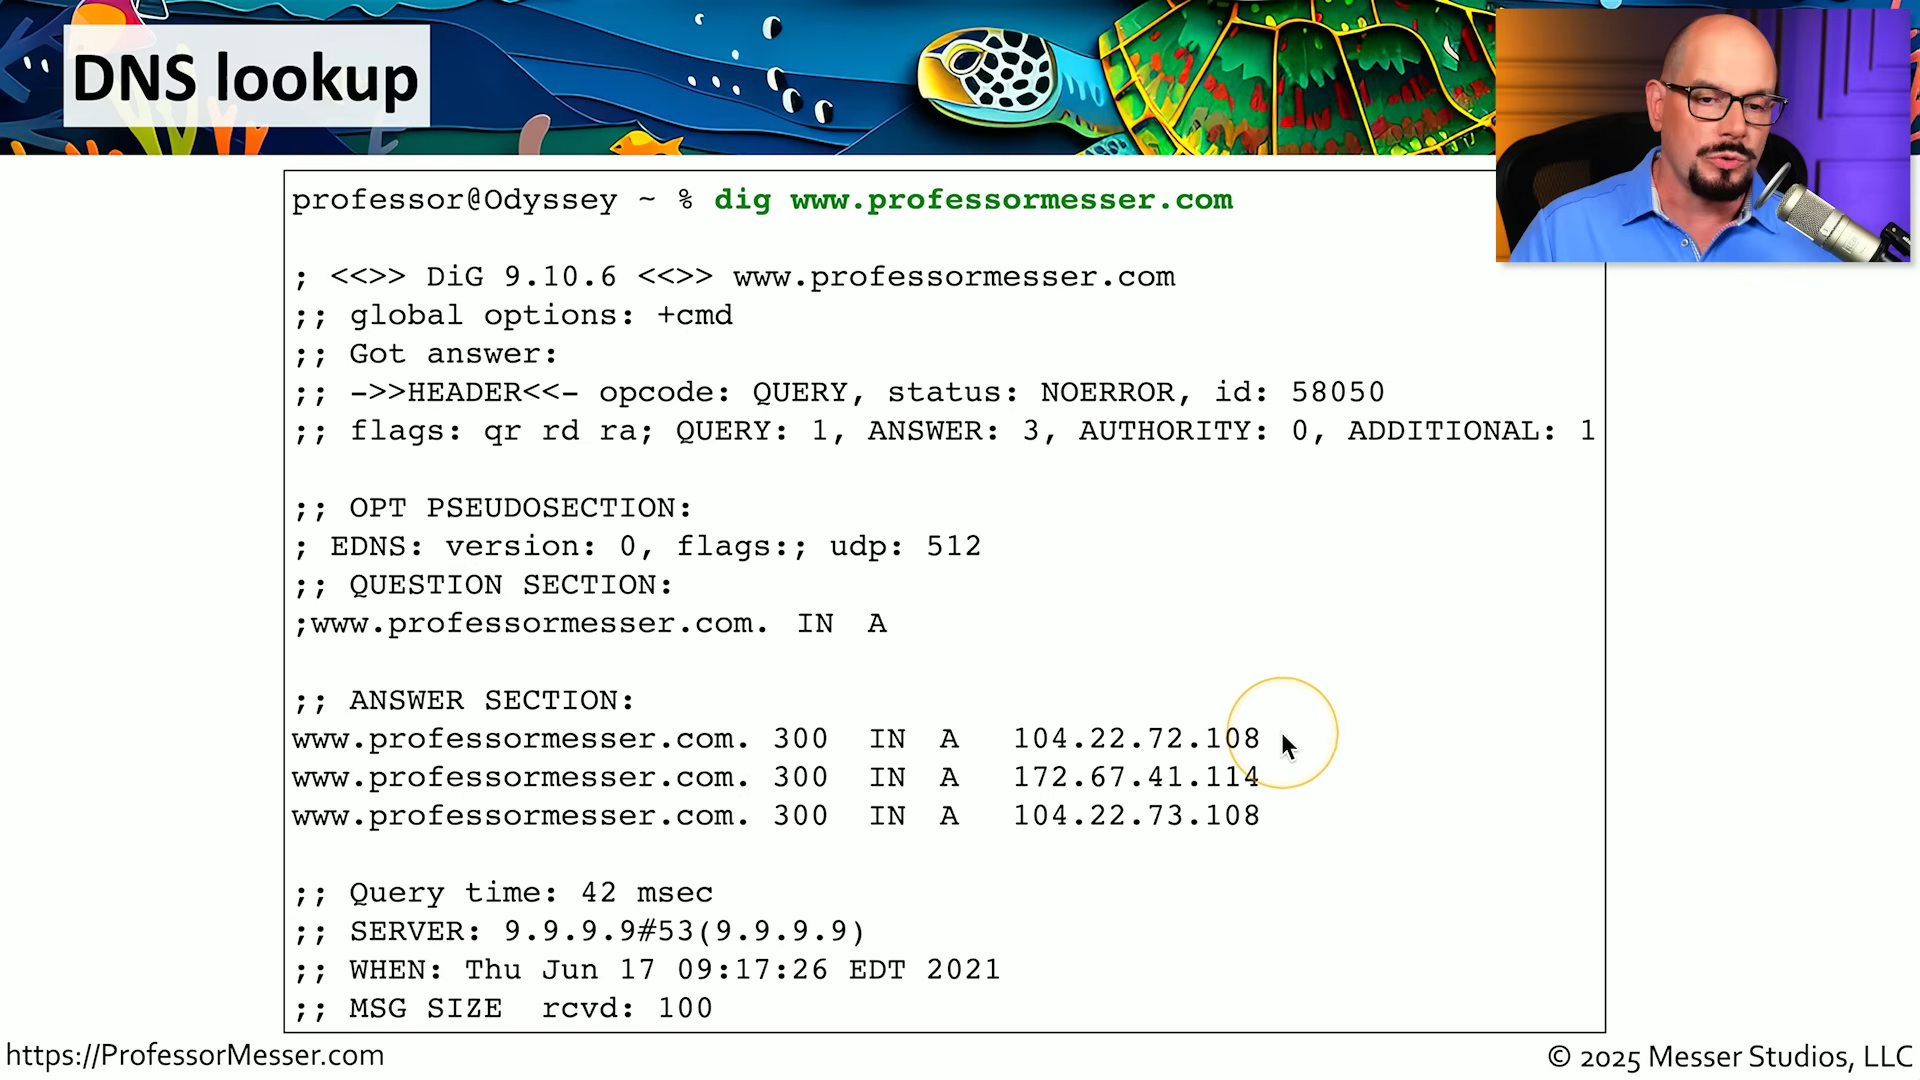 DNS lookup
professor@Odyssey ~ % dig www.professormesser.com
; <<>> DiG 9.10.6 <<>> www.professormesser.com
;; global options: +cmd
;; Got answer:
;; ->>HEADER<<- opcode: QUERY, status: NOERROR, id: 58050
;; flags: qr rd ra; QUERY: 1, ANSWER: 3, AUTHORITY: 0, ADDITIONAL: 1
;; OPT PSEUDOSECTION:
; EDNS: version: 0, flags:; udp: 512
;; QUESTION SECTION:
;www.professormesser.com. IN A
;; ANSWER SECTION:
www.professormesser.com. 300 IN A 104.22.72.108
www.professormesser.com. 300 IN A 172.67.41.114
www.professormesser.com. 300 IN A 104.22.73.108
;; Query time: 42 msec
;; SERVER: 9.9.9.9#53(9.9.9.9)
;; WHEN: Thu Jun 17 09:17:26 EDT 2021
;; MSG SIZE rcvd: 100
https://ProfessorMesser.com
© 2025 Messer Studios, LLC